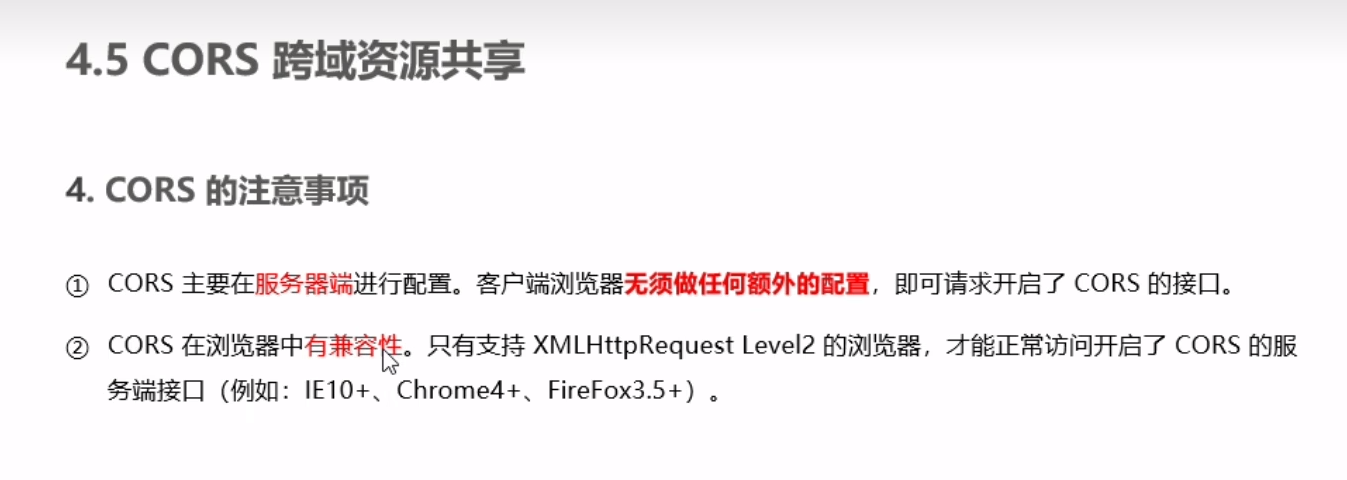 4.5 CORS 跨域资源共享
4. CORS 的注意事项
① CORS 主要在服务器端进行配置。客户端浏览器无须做任何额外的配置，即可请求开启了 CORS 的接口。
② CORS 在浏览器中有兼容性。只有支持 XMLHttpRequest Level2 的浏览器，才能正常访问开启了 CORS 的服
务端接口（例如：IE10+、Chrome4+、FireFox3.5+）。